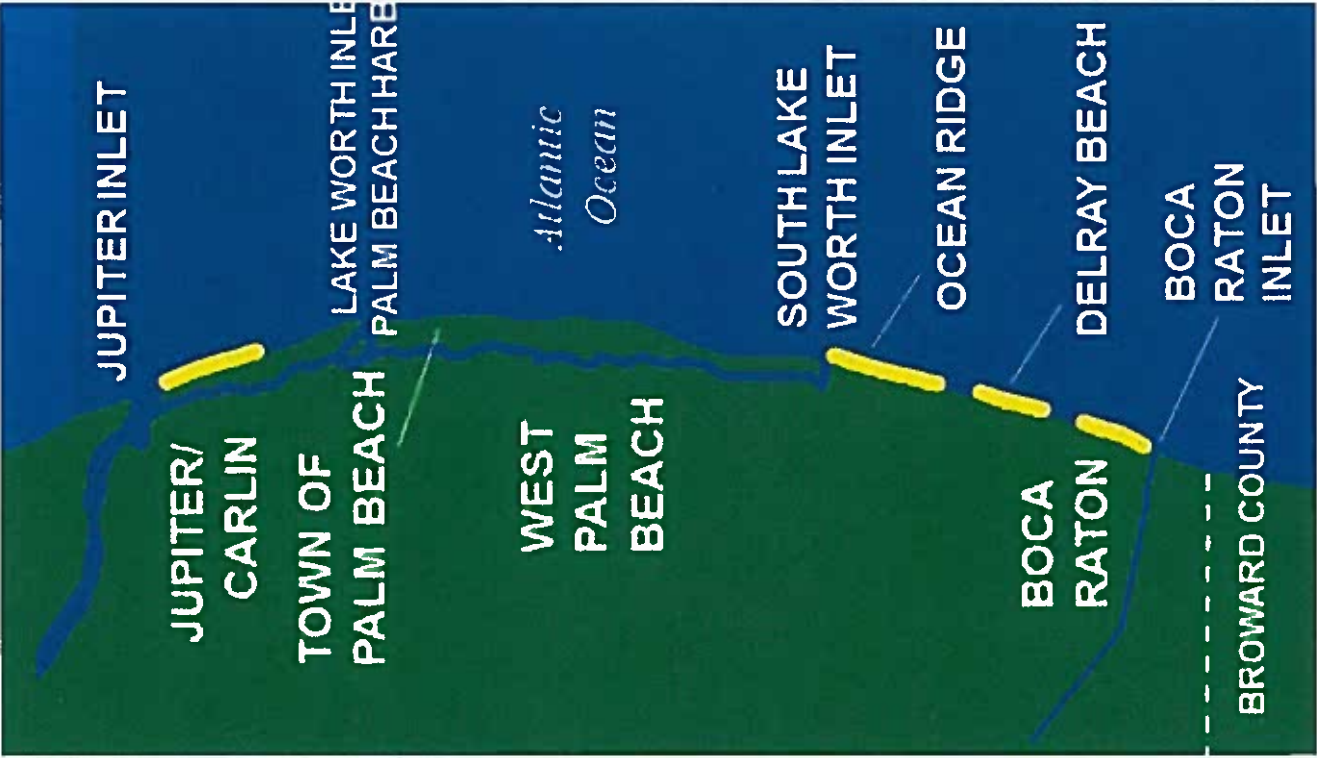 JUPITER INLET
JUPITER/
CARLIN
LAKE WORTH INLE
PALM BEACH HARB
TOWN OF
PALM BEACH
Atlantic
Ocean
WEST
PALM
BEACH
SOUTH LAKE
WORTH INLET
OCEAN RIDGE
DELRAY BEACH
BOCA
RATON
BOCA
RATON
INLET
BROWARD COUNTY